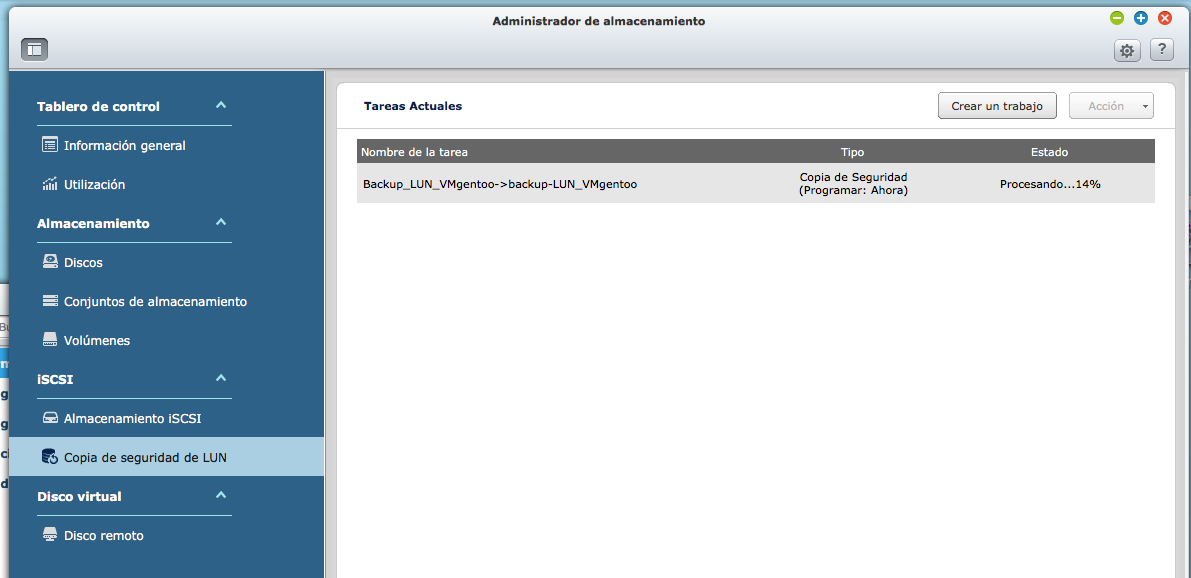 Administrador de almacenamiento
?
Tablero de control
Información general
Utilización
Almacenamiento
Discos
Conjuntos de almacenamiento
Volúmenes
iSCSI
Almacenamiento iSCSI
Copia de seguridad de LUN
Disco virtual
Disco remoto
Tareas Actuales
Crear un trabajo
Acción
Nombre de la tarea Tipo Estado
Backup_LUN_VMgentoo->backup-LUN_VMgentoo Copia de Seguridad Procesando...14%
(Programar: Ahora)